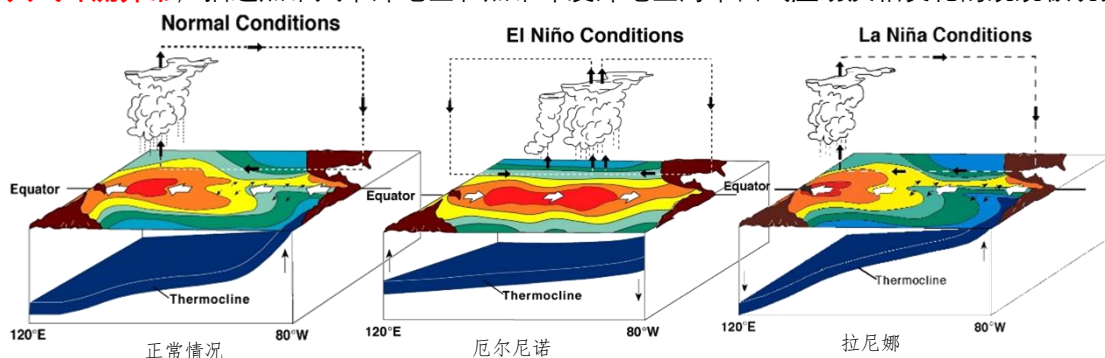 Normal Conditions
El Niño Conditions
La Niña Conditions
Equator
Equator
Equator
Thermocline
Thermocline
Thermocline
120°E
80°W
120°E
80°W
120°E
80°W
正常情况
厄尔尼诺
拉尼娜